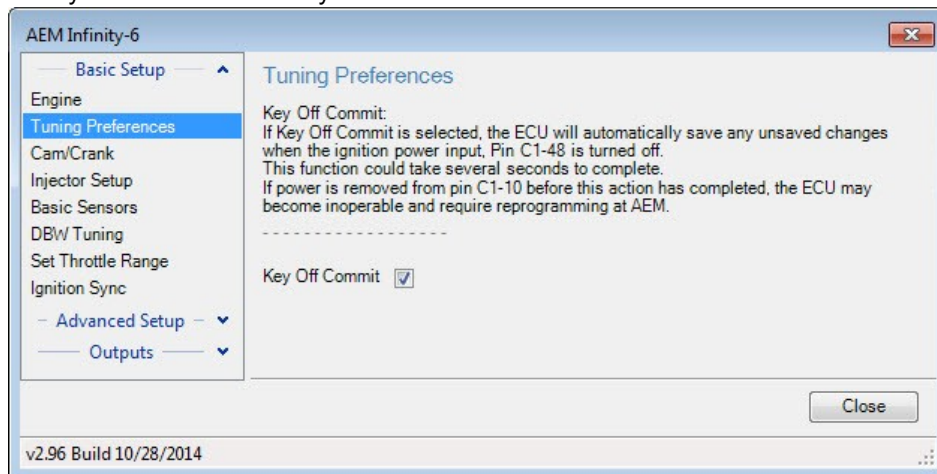 AEM Infinity-6
Basic Setup
Engine
Tuning Preferences
Cam/Crank
Injector Setup
Basic Sensors
DBW Tuning
Set Throttle Range
Ignition Sync
Advanced Setup
Outputs
Tuning Preferences
Key Off Commit:
If Key Off Commit is selected, the ECU will automatically save any unsaved changes
when the ignition power input, Pin C1-48 is turned off.
This function could take several seconds to complete.
If power is removed from pin C1-10 before this action has completed, the ECU may
become inoperable and require reprogramming at AEM.
- - - - - - - - - - - - - - - - - -
Key Off Commit
Close
v2.96 Build 10/28/2014